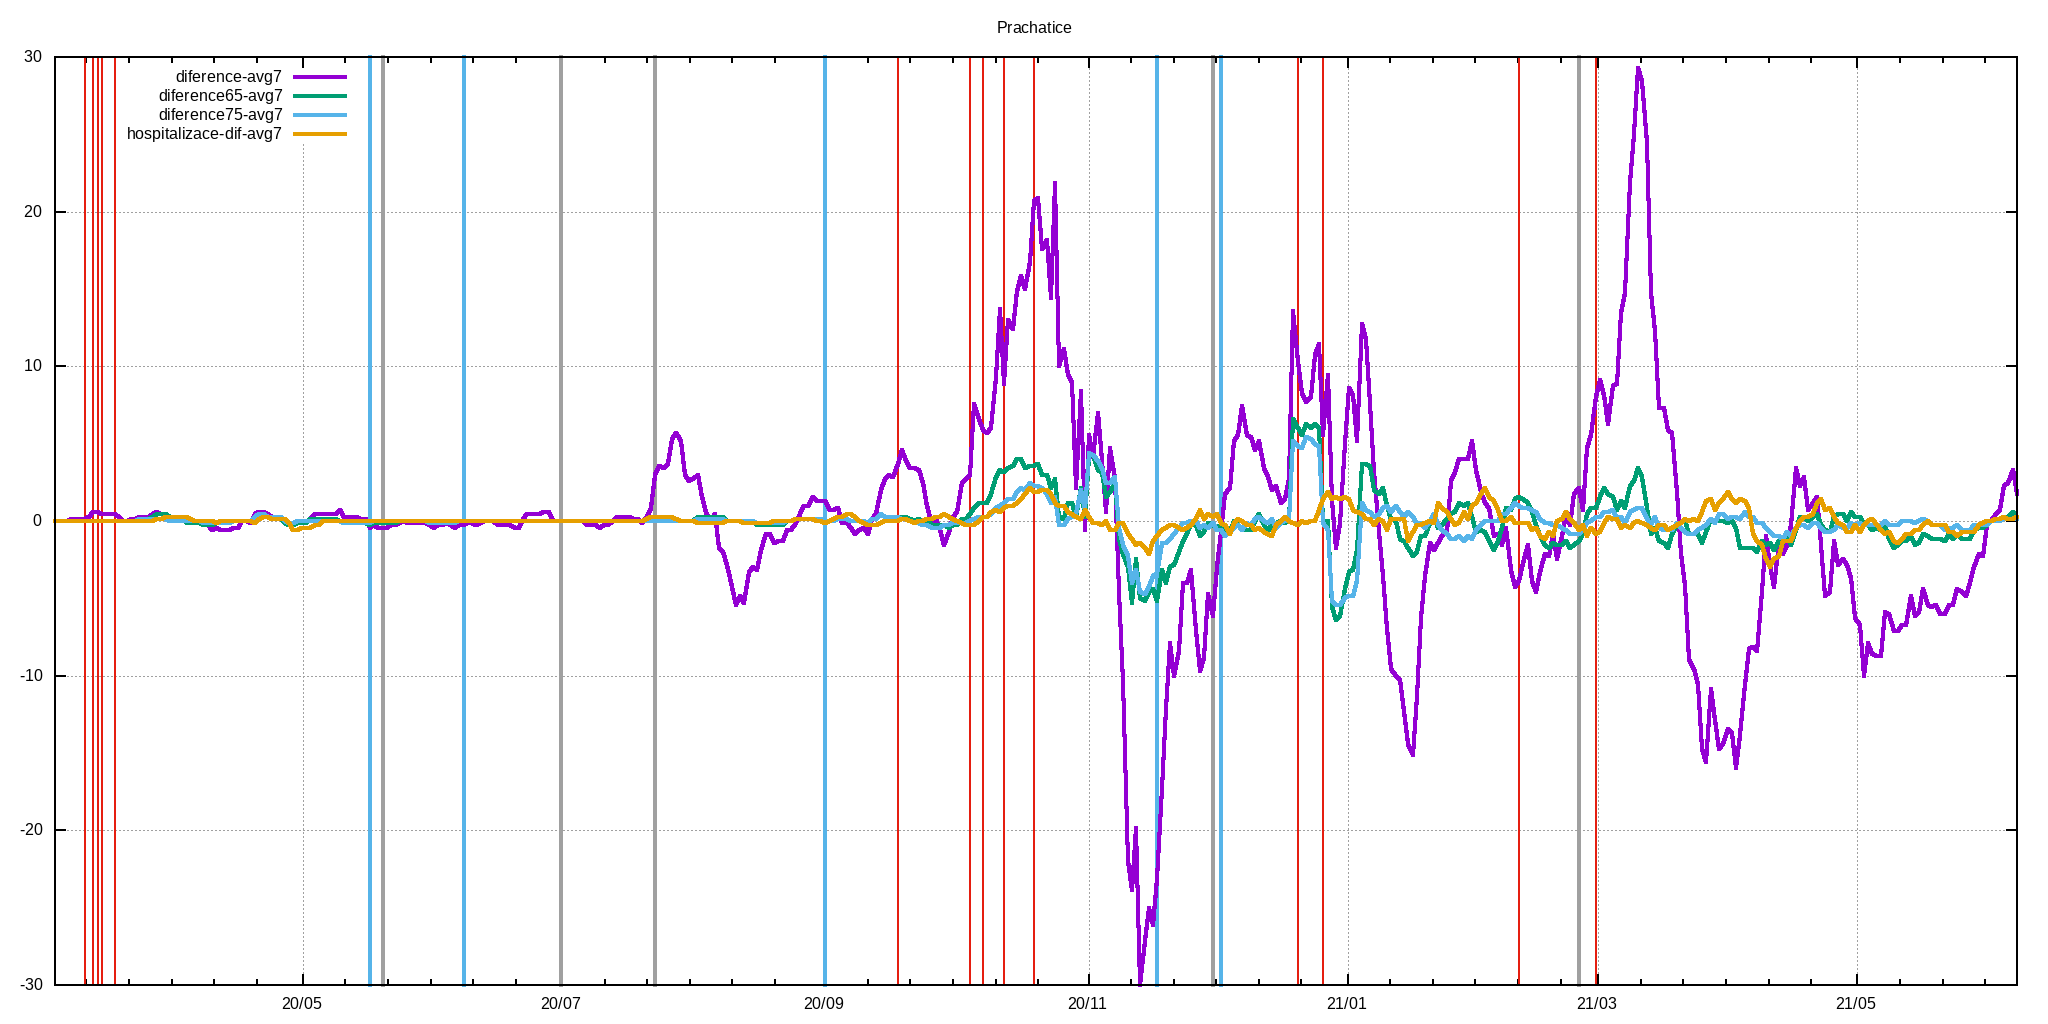 Prachatice
diference-avg7
diference65-avg7
diference75-avg7
hospitalizace-dif-avg7
30
20
10
0
-10
-20
-30
20/05 20/07 20/09 20/11 21/01 21/03 21/05